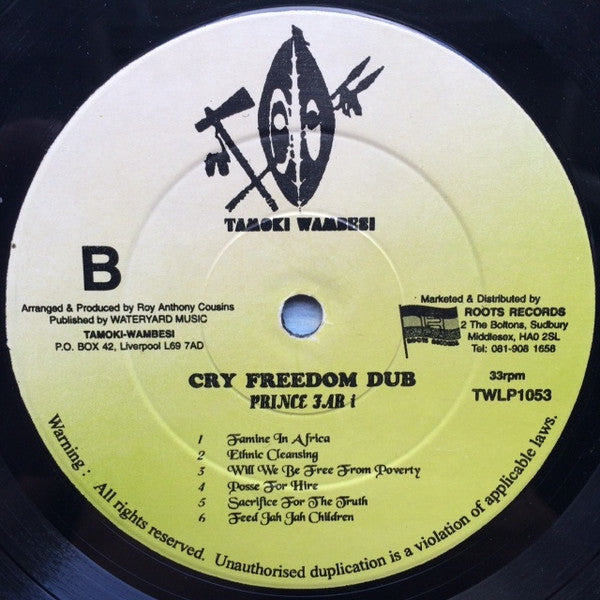 TAMOKI WAMBESI
B
Arranged & Produced by Roy Anthony Cousins
Published by WATERYARD MUSIC
TAMOKI-WAMBESI
P.O. BOX 42, Liverpool L69 7AD
Marketed & Distributed by
ROOTS RECORDS
2 The Boltons, Sudbury
Middlesex, HA0 2SL
Tel: 081-908 1658
CRY FREEDOM DUB
PRINCE FAR i
33rpm
TWLP1053
1 Famine In Africa
2 Ethnic Cleansing
3 Will We Be Free From Poverty
4 Posse For Hire
5 Sacrifice For The Truth
6 Feed Jah Jah Children
Warning : All rights reserved. Unauthorised duplication is a violation of applicable laws.